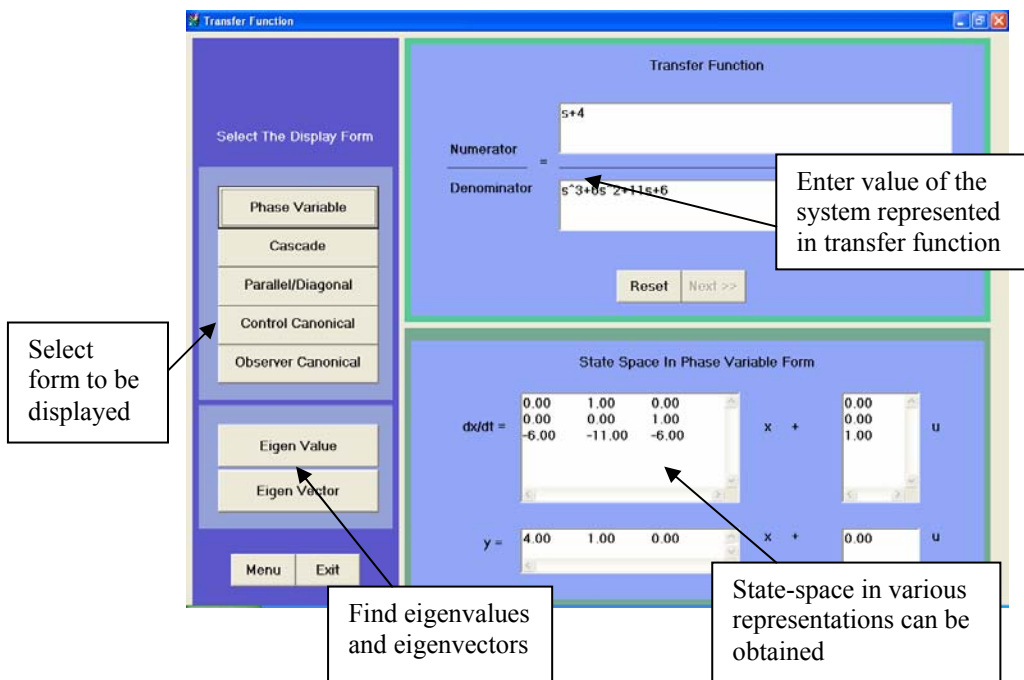 Transfer Function
Select The Display Form
Phase Variable
Cascade
Parallel/Diagonal
Control Canonical
Observer Canonical
Eigen Value
Eigen Vector
Menu Exit
Transfer Function
Numerator
=
Denominator
s+4
s^3+6s^2+11s+6
Reset Next >>
State Space In Phase Variable Form
dx/dt =
0.00 1.00 0.00
0.00 0.00 1.00
-6.00 -11.00 -6.00
x +
0.00
0.00
1.00
u
y = 4.00 1.00 0.00 x + 0.00 u
Enter value of the
system represented
in transfer function
Select
form to be
displayed
Find eigenvalues
and eigenvectors
State-space in various
representations can be
obtained